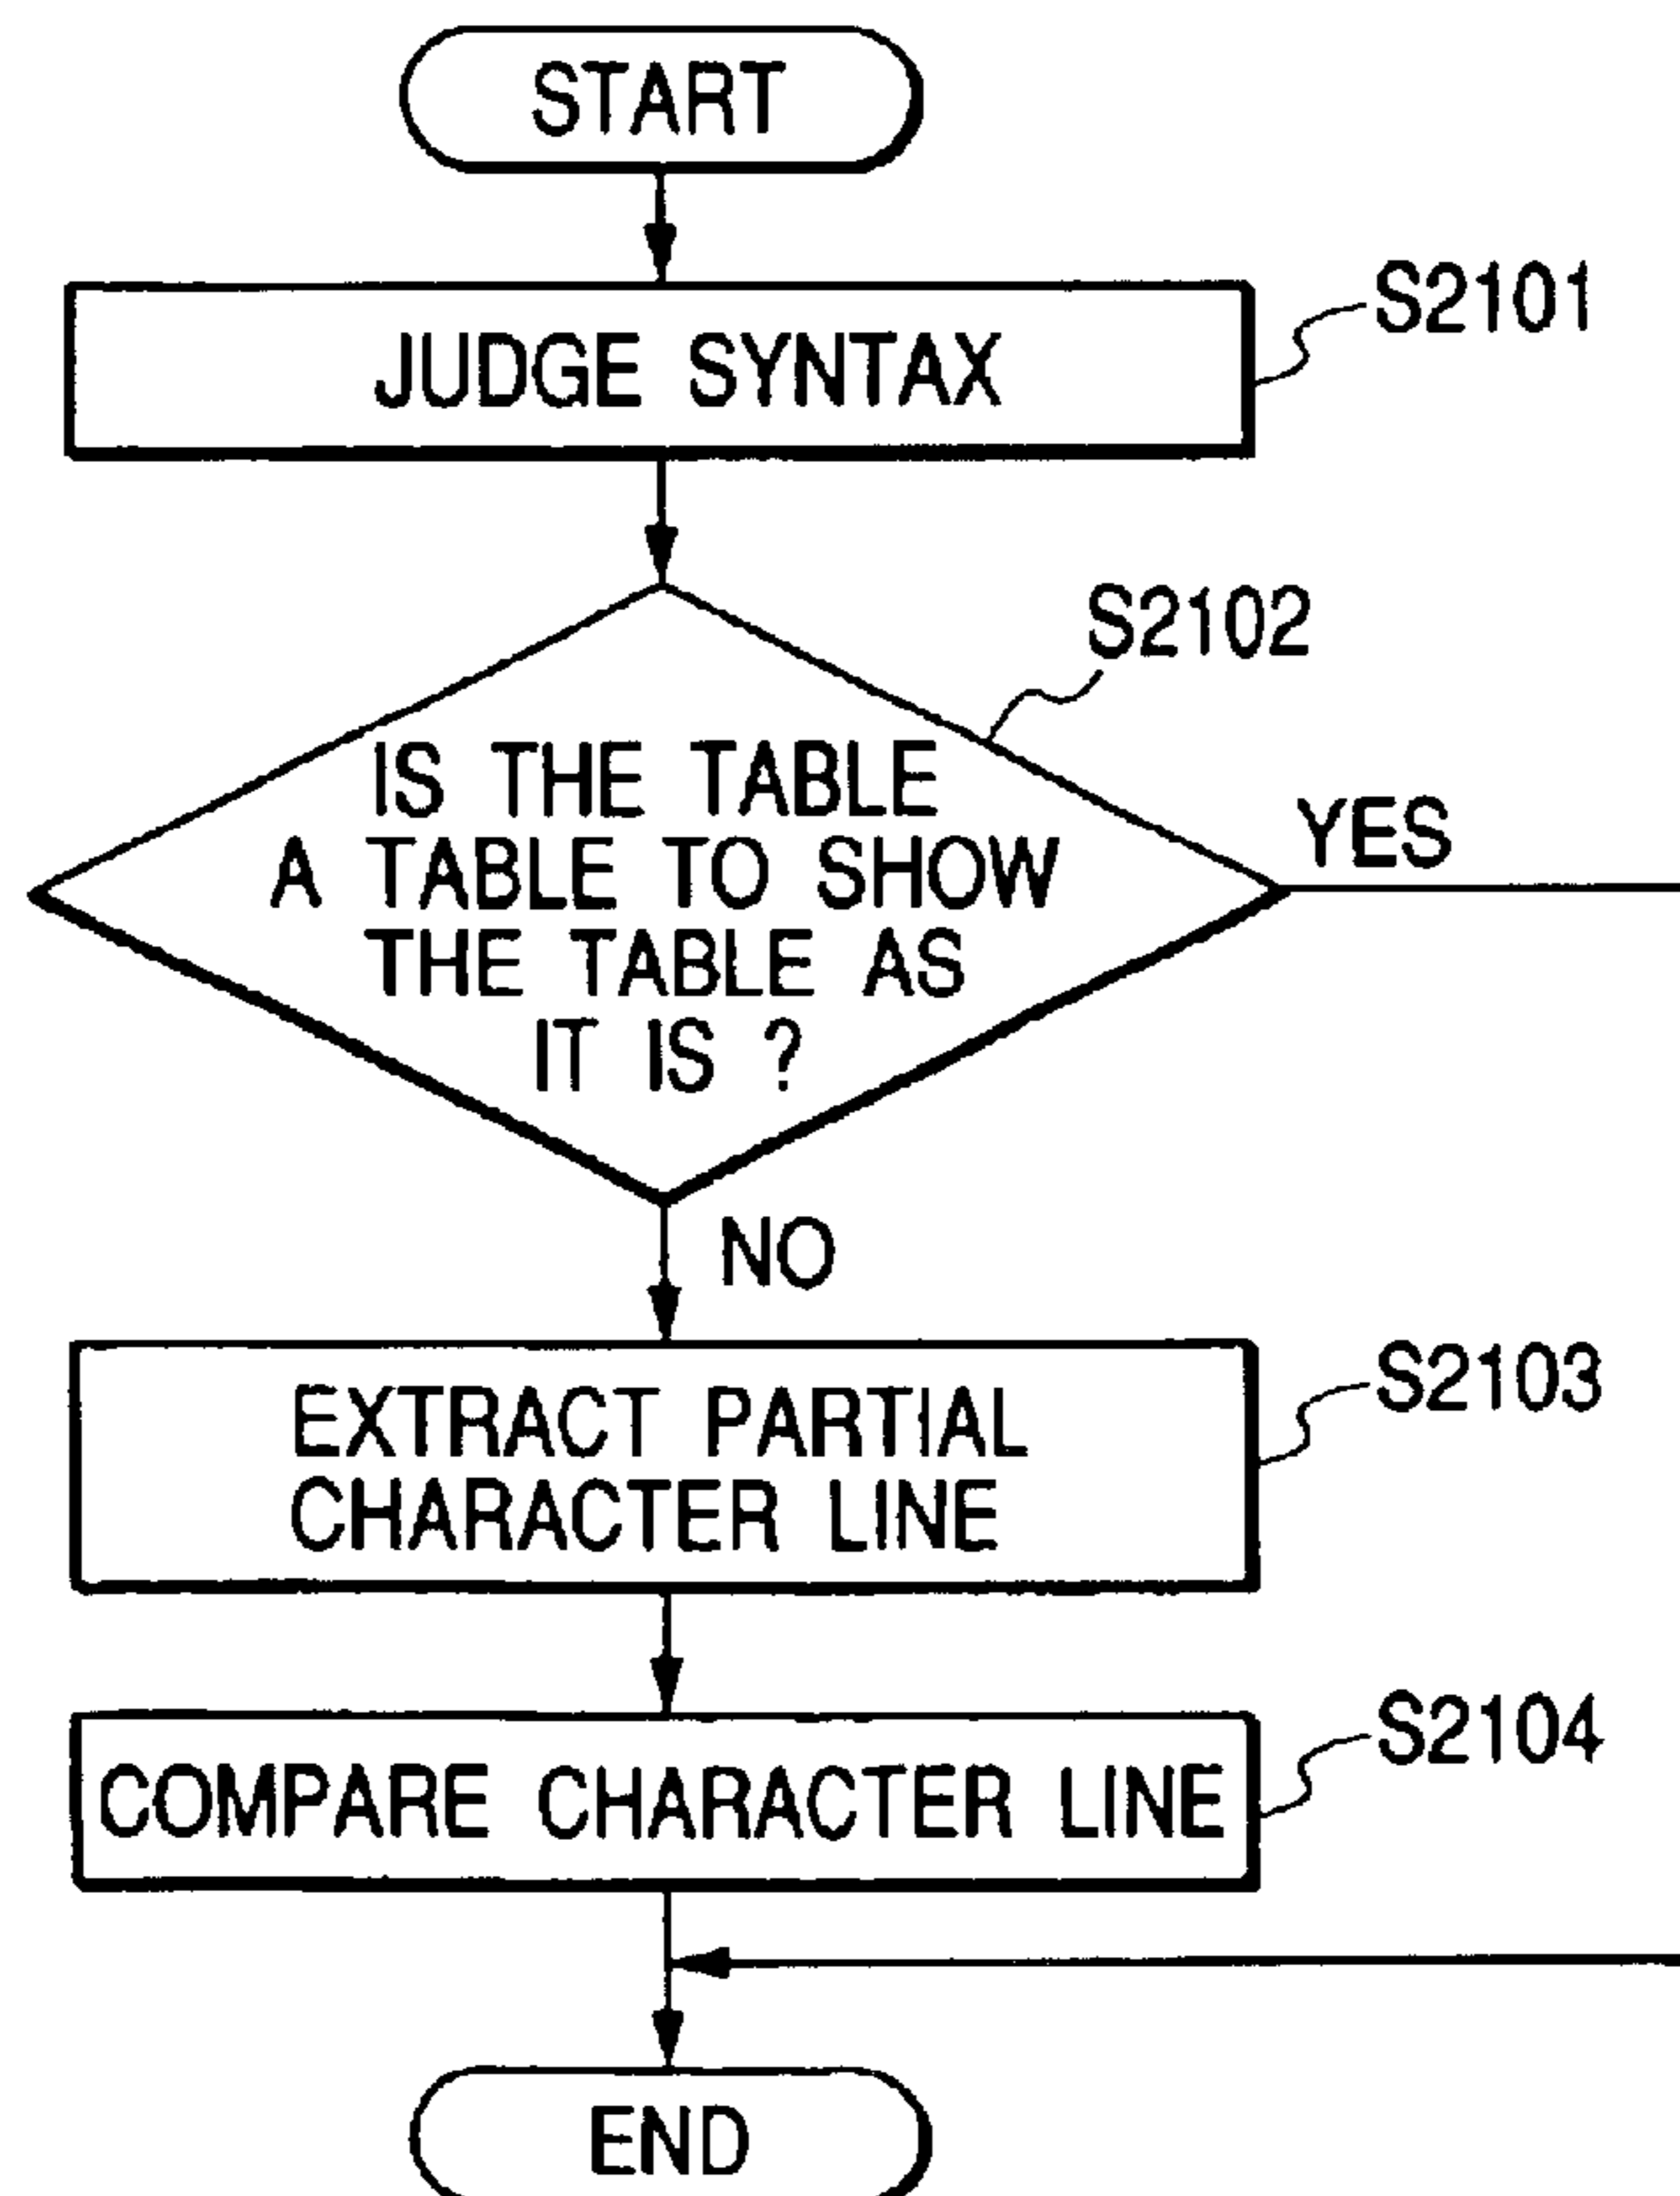 START
JUDGE SYNTAX
S2101
S2102
IS THE TABLE
A TABLE TO SHOW
THE TABLE AS
IT IS ?
YES
NO
EXTRACT PARTIAL
CHARACTER LINE
S2103
COMPARE CHARACTER LINE
S2104
END